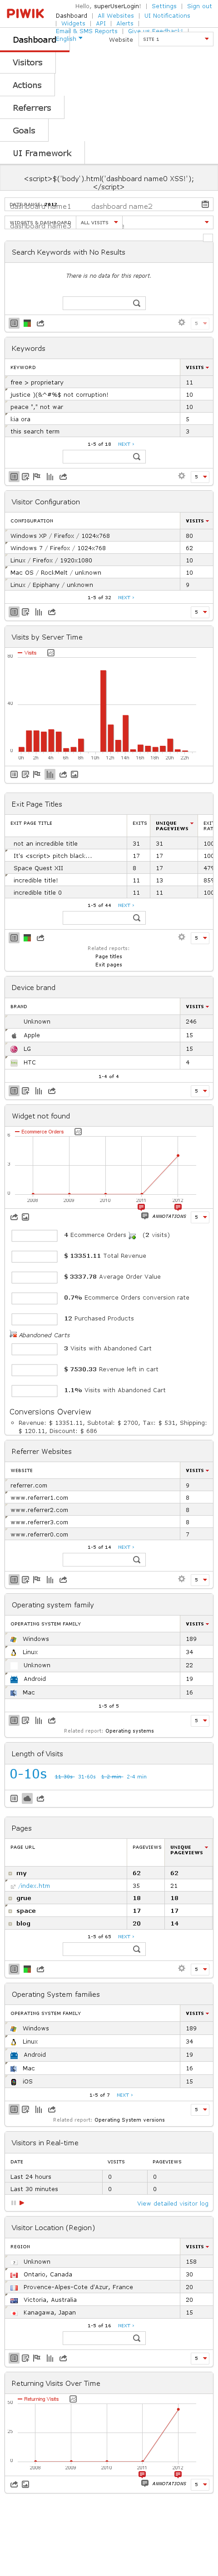 PIWIK
Hello, superUserLogin! | Settings | Sign out
Dashboard | All Websites | UI Notifications
| Widgets | API | Alerts |
Email & SMS Reports | Give us Feedback! |
English
Website SITE 1
Dashboard
Visitors
Actions
Referrers
Goals
UI Framework
<script>$('body').html('dashboard name0 XSS!');
</script>
dashboard name1 dashboard name2
DATE RANGE: 2012
WIDGETS & DASHBOARD
ALL VISITS
dashboard name3
Search Keywords with No Results
There is no data for this report.
5
Keywords
KEYWORD VISITS
free > proprietary 11
justice )(&^#%$ not corruption! 10
peace "," not war 10
sia ora 5
this search term 3
1-5 of 18 NEXT ›
5
Visitor Configuration
CONFIGURATION VISITS
Windows XP / Firefox / 1024x768 80
Windows 7 / Firefox / 1024x768 62
Linux / Firefox / 1920x1080 10
Mac OS / RockMelt / unknown 10
Linux / Epiphany / unknown 9
1-5 of 32 NEXT ›
5
Visits by Server Time
Visits
80
40
0
0h 2h 4h 6h 8h 10h 12h 14h 16h 18h 20h 22h
Exit Page Titles
EXIT PAGE TITLE EXITS UNIQUE PAGEVIEWS EXIT RAT
not an incredible title 31 31 100
It's <script> pitch black... 17 17 100
Space Quest XII 8 17 47%
incredible title! 11 13 85%
incredible title 0 11 11 100
1-5 of 44 NEXT ›
5
Related reports:
Page titles
Exit pages
Device brand
BRAND VISITS
Unknown 246
Apple 15
LG 15
HTC 4
1-4 of 4
5
Widget not found
Ecommerce Orders
6
3
0
2008 2009 2010 2011 2012
ANNOTATIONS 5
4 Ecommerce Orders (2 visits)
$ 13351.11 Total Revenue
$ 3337.78 Average Order Value
0.7% Ecommerce Orders conversion rate
12 Purchased Products
Abandoned Carts
3 Visits with Abandoned Cart
$ 7530.33 Revenue left in cart
1.1% Visits with Abandoned Cart
Conversions Overview
Revenue: $ 13351.11, Subtotal: $ 2700, Tax: $ 531, Shipping:
$ 120.11, Discount: $ 686
Referrer Websites
WEBSITE VISITS
referrer.com 9
www.referrer1.com 8
www.referrer2.com 8
www.referrer3.com 8
www.referrer0.com 7
1-5 of 14 NEXT ›
5
Operating system family
OPERATING SYSTEM FAMILY VISITS
Windows 189
Linux 34
Unknown 22
Android 19
Mac 16
1-5 of 5
5
Related report: Operating systems
Length of Visits
0-10s 11-30s 31-60s 1-2 min 2-4 min
Pages
PAGE URL PAGEVIEWS UNIQUE PAGEVIEWS
my 62 62
/index.htm 35 21
grue 18 18
space 17 17
blog 20 14
1-5 of 65 NEXT ›
5
Operating System families
OPERATING SYSTEM FAMILY VISITS
Windows 189
Linux 34
Android 19
Mac 16
iOS 15
1-5 of 7 NEXT ›
5
Related report: Operating System versions
Visitors in Real-time
DATE VISITS PAGEVIEWS
Last 24 hours 0 0
Last 30 minutes 0 0
View detailed visitor log
Visitor Location (Region)
REGION VISITS
Unknown 158
Ontario, Canada 30
Provence-Alpes-Cote d'Azur, France 20
Victoria, Australia 20
Kanagawa, Japan 15
1-5 of 16 NEXT ›
5
Returning Visits Over Time
Returning Visits
50
25
0
2008 2009 2010 2011 2012
ANNOTATIONS 5